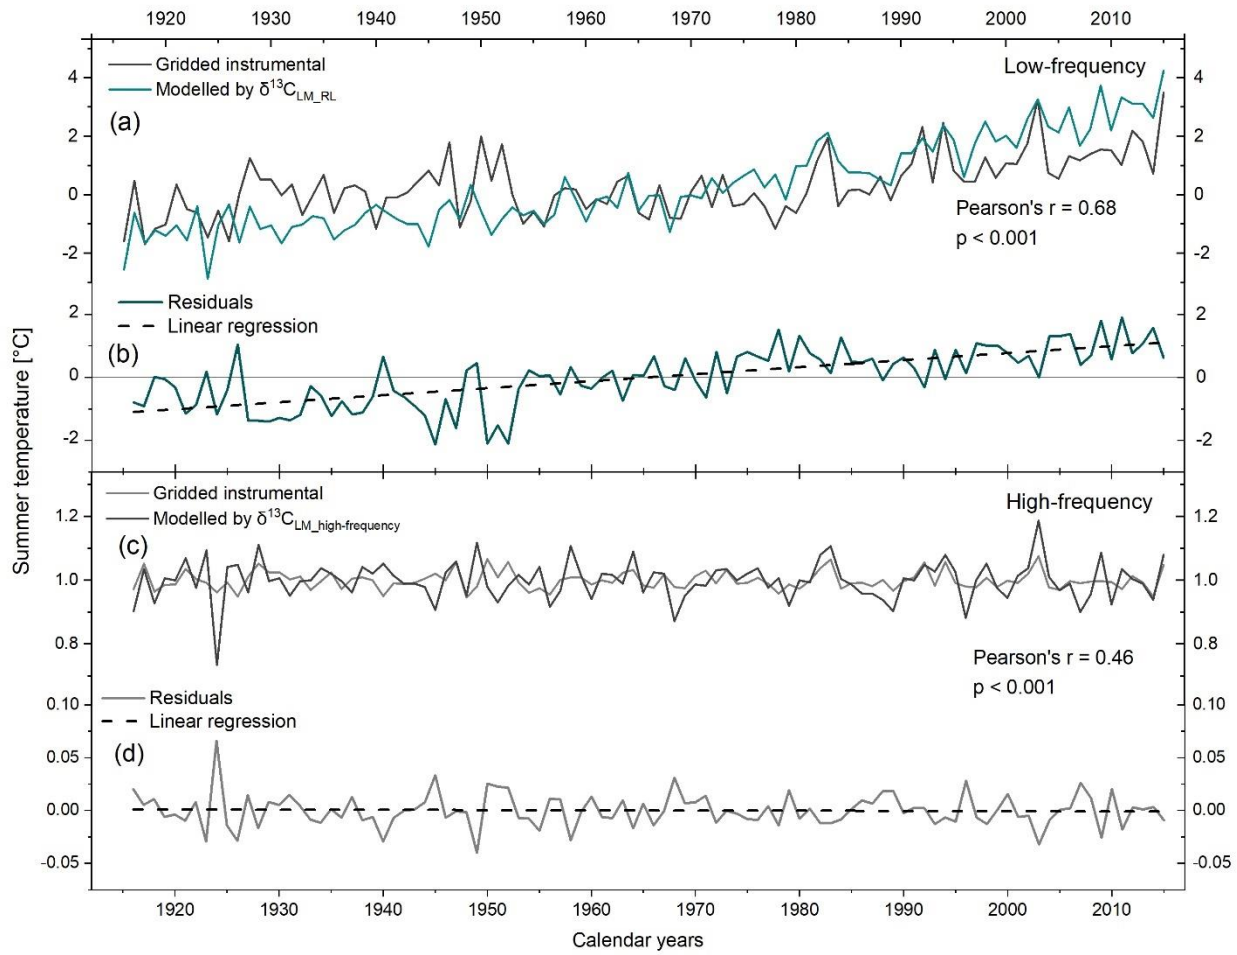 1920 1930 1940 1950 1960 1970 1980 1990 2000 2010
Gridded instrumental
Modelled by δ¹³C_LM_RL
Low-frequency
(a)
4
2
0
-2
4
2
0
-2
Pearson's r = 0.68
p < 0.001
Residuals
Linear regression
(b)
2
0
-2
2
0
-2
Summer temperature [°C]
Gridded instrumental
Modelled by δ¹³C_LM_high-frequency
High-frequency
(c)
1.2
1.0
0.8
1.2
1.0
0.8
Pearson's r = 0.46
p < 0.001
Residuals
Linear regression
(d)
0.10
0.05
0.00
-0.05
0.10
0.05
0.00
-0.05
1920 1930 1940 1950 1960 1970 1980 1990 2000 2010
Calendar years